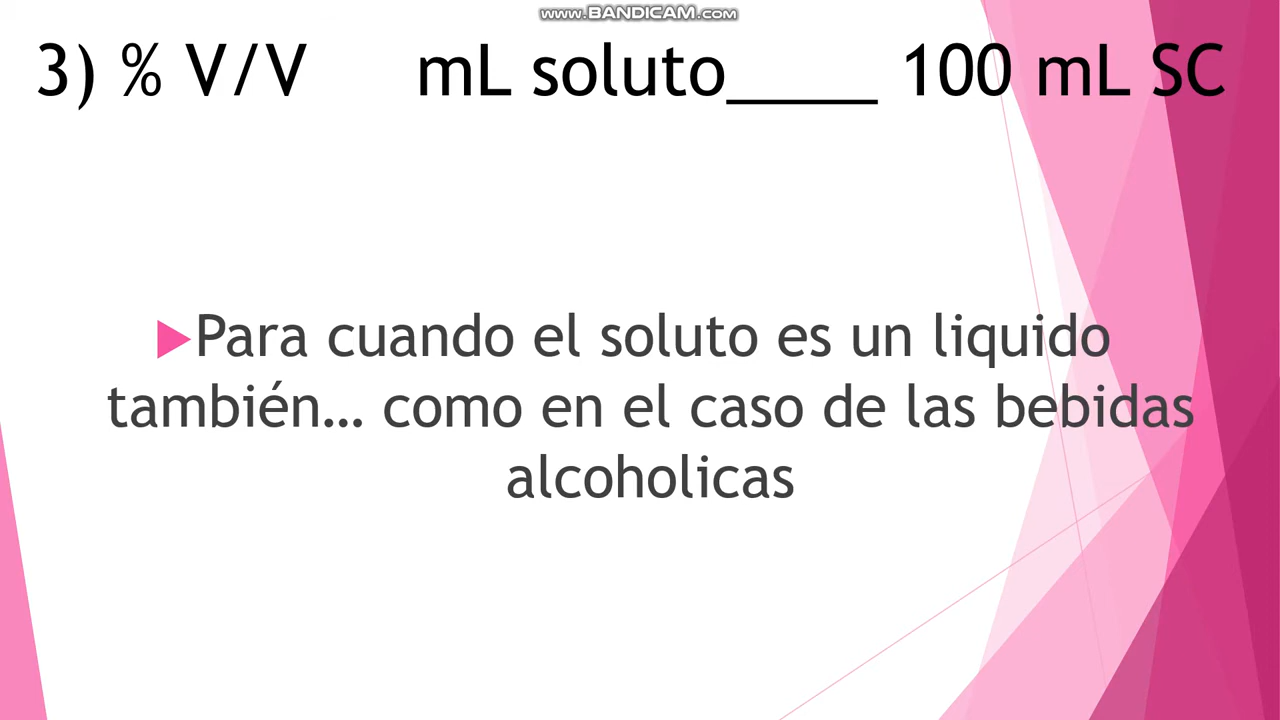 www.BANDICAM.com
3) % V/V mL soluto____ 100 mL SC
Para cuando el soluto es un liquido
también… como en el caso de las bebidas
alcoholicas